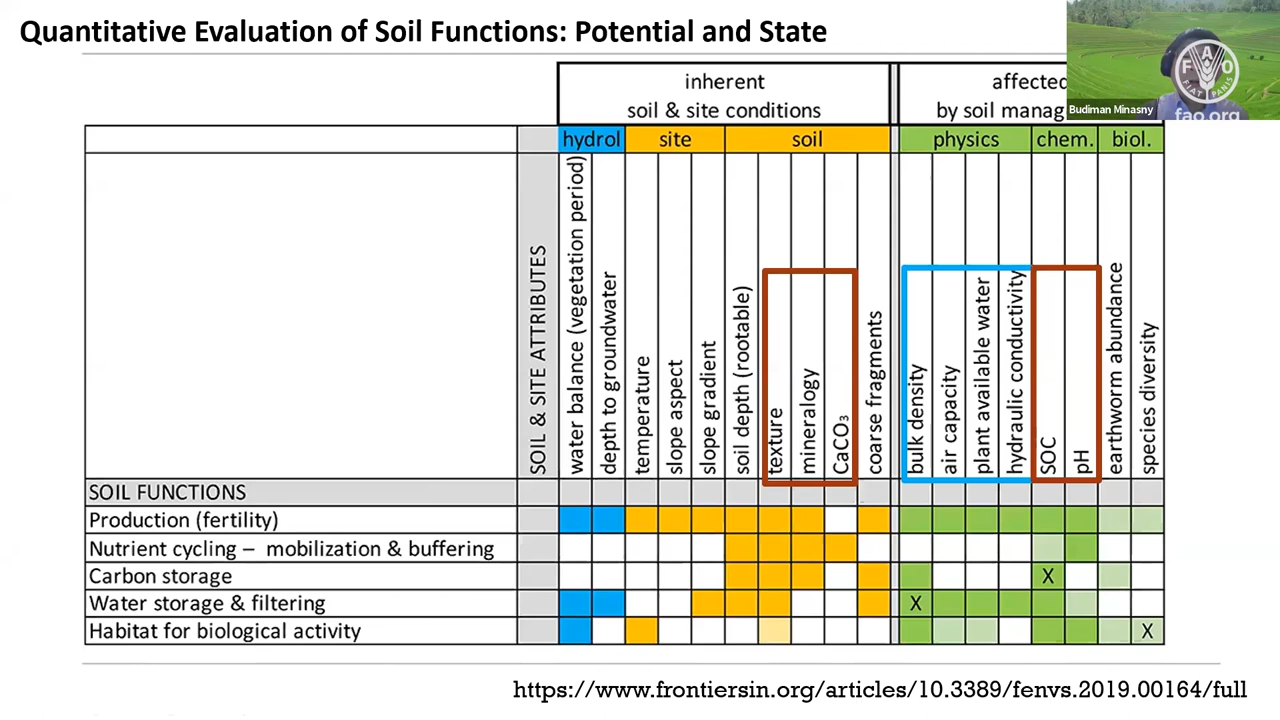 Quantitative Evaluation of Soil Functions: Potential and State
F A O
FIAT PANIS
Budiman Minasny
fao.org
inherent
soil & site conditions
affected
by soil
hydrol
site
soil
physics
chem.
biol.
SOIL & SITE ATTRIBUTES
water balance (vegetation period)
depth to groundwater
temperature
slope aspect
slope gradient
soil depth (rootable)
texture
mineralogy
CaCO₃
coarse fragments
bulk density
air capacity
plant available water
hydraulic conductivity
SOC
pH
earthworm abundance
species diversity
SOIL FUNCTIONS
Production (fertility)
Nutrient cycling – mobilization & buffering
Carbon storage
X
Water storage & filtering
X
Habitat for biological activity
X
https://www.frontiersin.org/articles/10.3389/fenvs.2019.00164/full